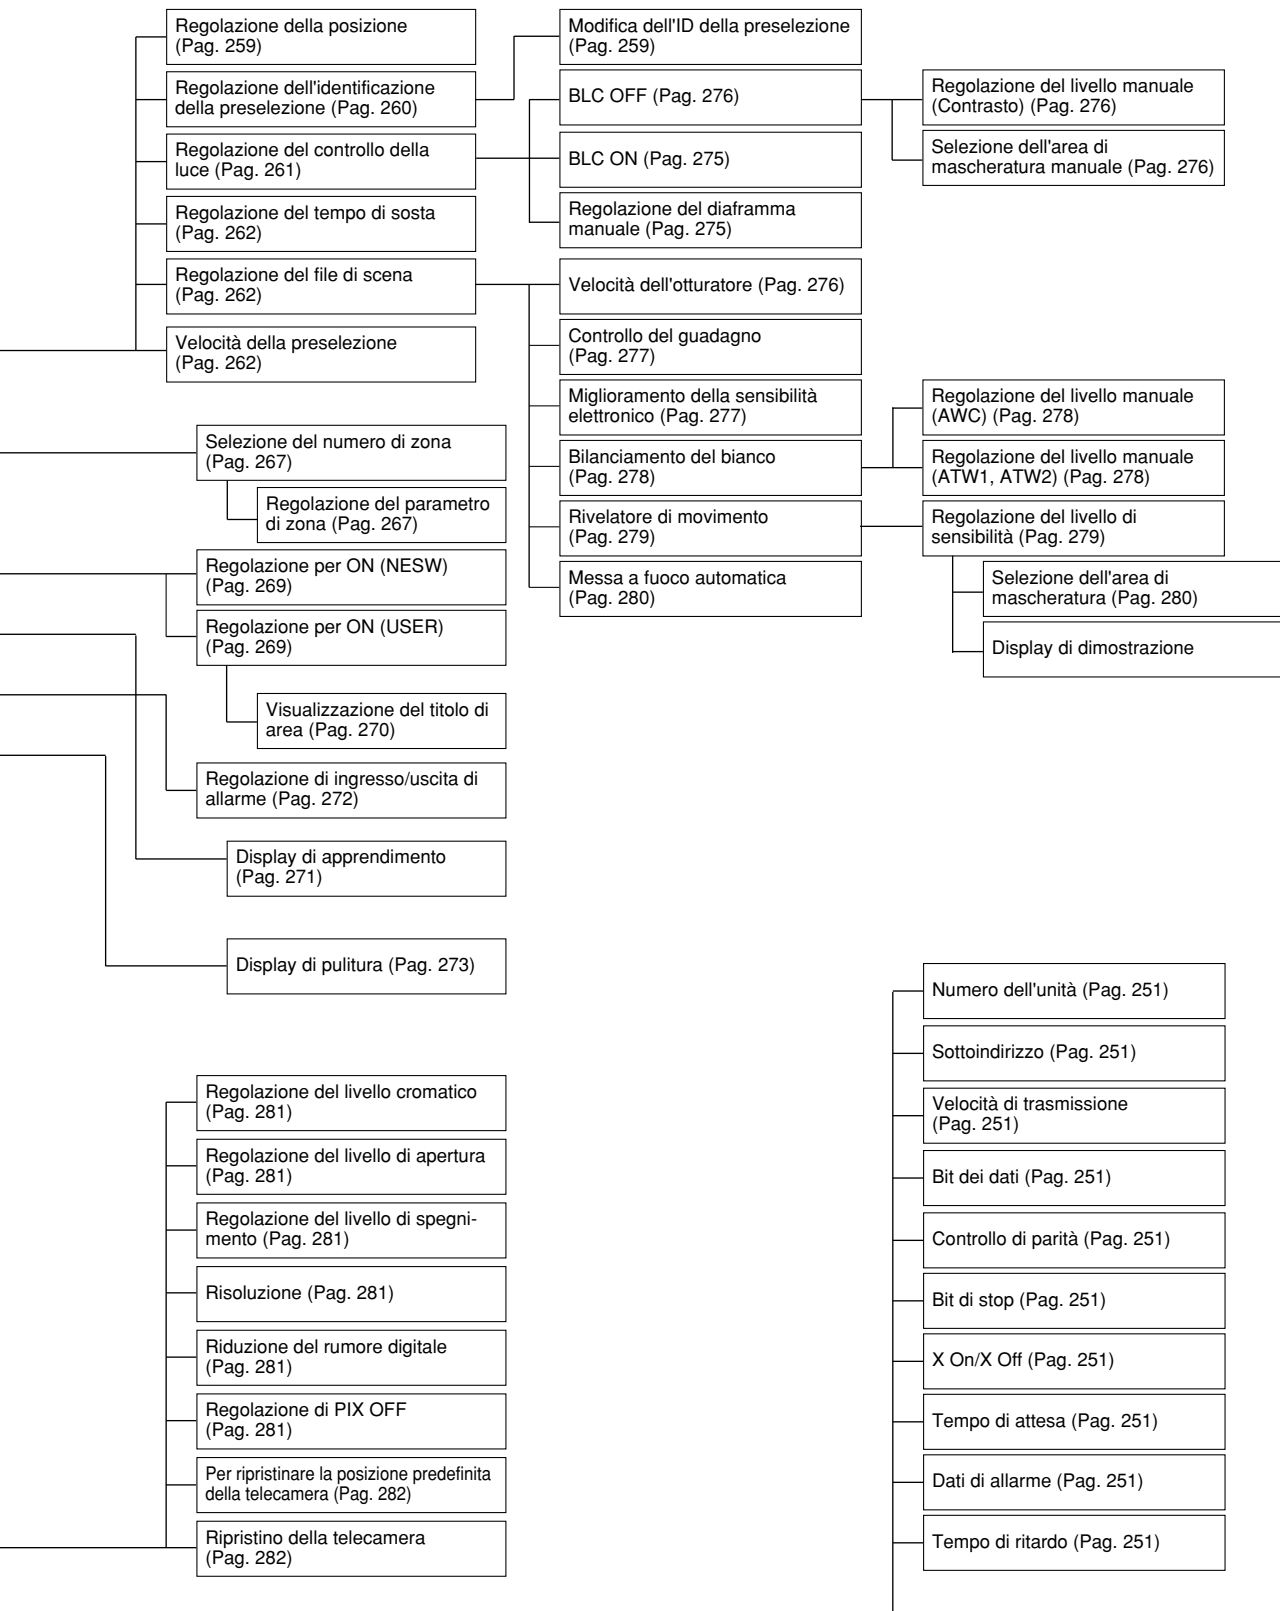 Regolazione della posizione
(Pag. 259)
Regolazione dell'identificazione
della preselezione (Pag. 260)
Regolazione del controllo della
luce (Pag. 261)
Regolazione del tempo di sosta
(Pag. 262)
Regolazione del file di scena
(Pag. 262)
Velocità della preselezione
(Pag. 262)
Modifica dell'ID della preselezione
(Pag. 259)
BLC OFF (Pag. 276)
BLC ON (Pag. 275)
Regolazione del diaframma
manuale (Pag. 275)
Regolazione del livello manuale
(Contrasto) (Pag. 276)
Selezione dell'area di
mascheratura manuale (Pag. 276)
Velocità dell'otturatore (Pag. 276)
Controllo del guadagno
(Pag. 277)
Miglioramento della sensibilità
elettronico (Pag. 277)
Bilanciamento del bianco
(Pag. 278)
Rivelatore di movimento
(Pag. 279)
Messa a fuoco automatica
(Pag. 280)
Regolazione del livello manuale
(AWC) (Pag. 278)
Regolazione del livello manuale
(ATW1, ATW2) (Pag. 278)
Regolazione del livello di
sensibilità (Pag. 279)
Selezione dell'area di
mascheratura (Pag. 280)
Display di dimostrazione
Selezione del numero di zona
(Pag. 267)
Regolazione del parametro
di zona (Pag. 267)
Regolazione per ON (NESW)
(Pag. 269)
Regolazione per ON (USER)
(Pag. 269)
Visualizzazione del titolo di
area (Pag. 270)
Regolazione di ingresso/uscita di
allarme (Pag. 272)
Display di apprendimento
(Pag. 271)
Display di pulitura (Pag. 273)
Regolazione del livello cromatico
(Pag. 281)
Regolazione del livello di apertura
(Pag. 281)
Regolazione del livello di spegni-
mento (Pag. 281)
Risoluzione (Pag. 281)
Riduzione del rumore digitale
(Pag. 281)
Regolazione di PIX OFF
(Pag. 281)
Per ripristinare la posizione predefinita
della telecamera (Pag. 282)
Ripristino della telecamera
(Pag. 282)
Numero dell'unità (Pag. 251)
Sottoindirizzo (Pag. 251)
Velocità di trasmissione
(Pag. 251)
Bit dei dati (Pag. 251)
Controllo di parità (Pag. 251)
Bit di stop (Pag. 251)
X On/X Off (Pag. 251)
Tempo di attesa (Pag. 251)
Dati di allarme (Pag. 251)
Tempo di ritardo (Pag. 251)